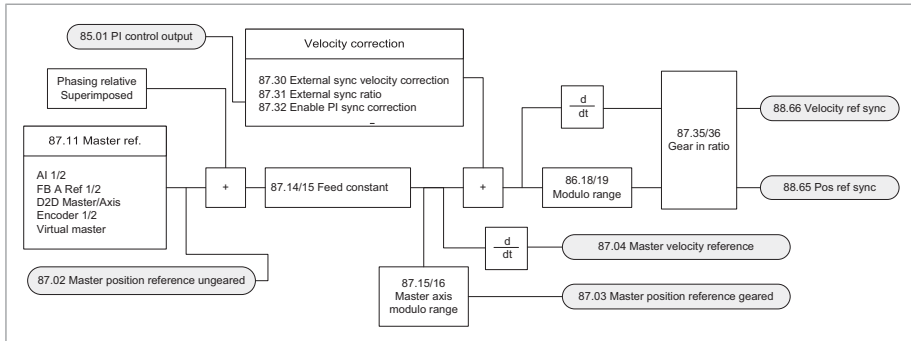 85.01 PI control output
Velocity correction
87.30 External sync velocity correction
87.31 External sync ratio
87.32 Enable PI sync correction
–
Phasing relative
Superimposed
87.11 Master ref.
AI 1/2
FB A Ref 1/2
D2D Master/Axis
Encoder 1/2
Virtual master
+
87.14/15 Feed constant
+
d
dt
86.18/19
Modulo range
87.35/36
Gear in ratio
88.66 Velocity ref sync
88.65 Pos ref sync
d
dt
87.04 Master velocity reference
87.02 Master position reference ungeared
87.15/16
Master axis
modulo range
87.03 Master position reference geared